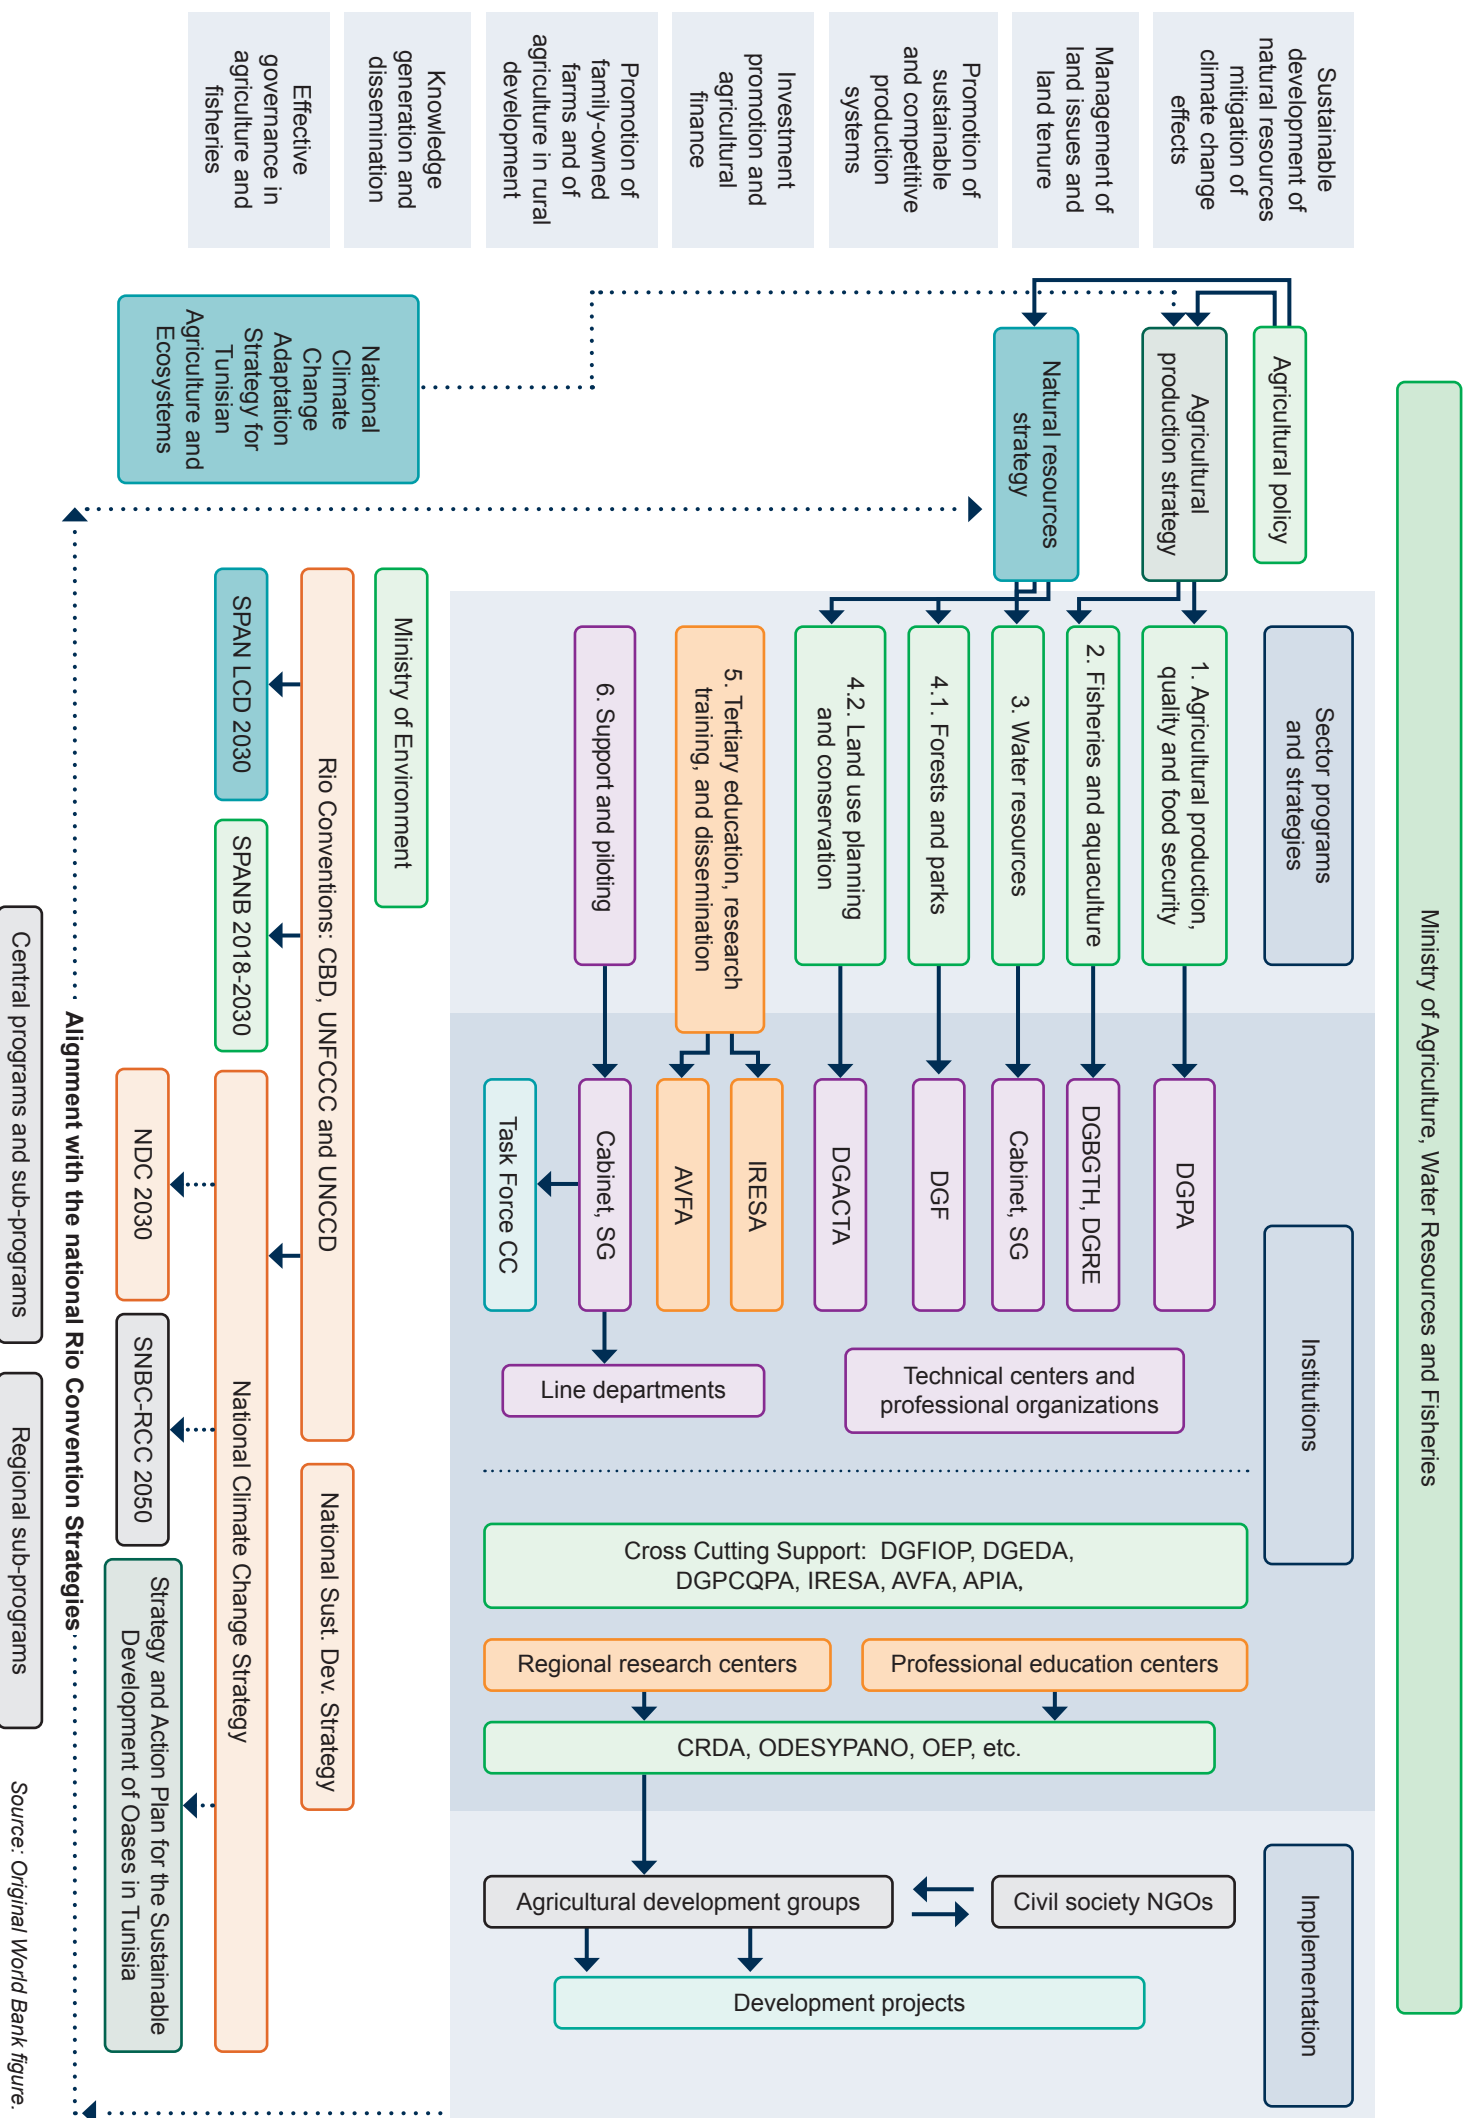 Ministry of Agriculture, Water Resources and Fisheries
Sustainable
development of
natural resources
mitigation of
climate change
effects
Management of
land issues and
land tenure
Promotion of
sustainable
and competitive
production
systems
Investment
promotion and
agricultural
finance
Promotion of
family-owned
farms and of
agriculture in rural
development
Knowledge
generation and
dissemination
Effective
governance in
agriculture and
fisheries
Agricultural policy
Agricultural
production strategy
Natural resources
strategy
National
Climate
Change
Adaptation
Strategy for
Tunisian
Agriculture and
Ecosystems
Sector programs
and strategies
1. Agricultural production,
quality and food security
2. Fisheries and aquaculture
3. Water resources
4.1. Forests and parks
4.2. Land use planning
and conservation
5. Tertiary education, research
training, and dissemination
6. Support and piloting
Institutions
DGPA
DGBGTH, DGRE
Cabinet, SG
DGF
DGACTA
IRESA
AVFA
Cabinet, SG
Task Force CC
Technical centers and
professional organizations
Line departments
Cross Cutting Support: DGFIOP, DGEDA,
DGPCQPA, IRESA, AVFA, APIA,
Professional education centers
Regional research centers
CRDA, ODESYPANO, OEP, etc.
Implementation
Civil society NGOs
Agricultural development groups
Development projects
Ministry of Environment
Rio Conventions: CBD, UNFCCC and UNCCD
National Sust. Dev. Strategy
SPAN LCD 2030
SPANB 2018-2030
National Climate Change Strategy
NDC 2030
SNBC-RCC 2050
Strategy and Action Plan for the Sustainable
Development of Oases in Tunisia
Alignment with the national Rio Convention Strategies
Central programs and sub-programs
Regional sub-programs
Source: Original World Bank figure.